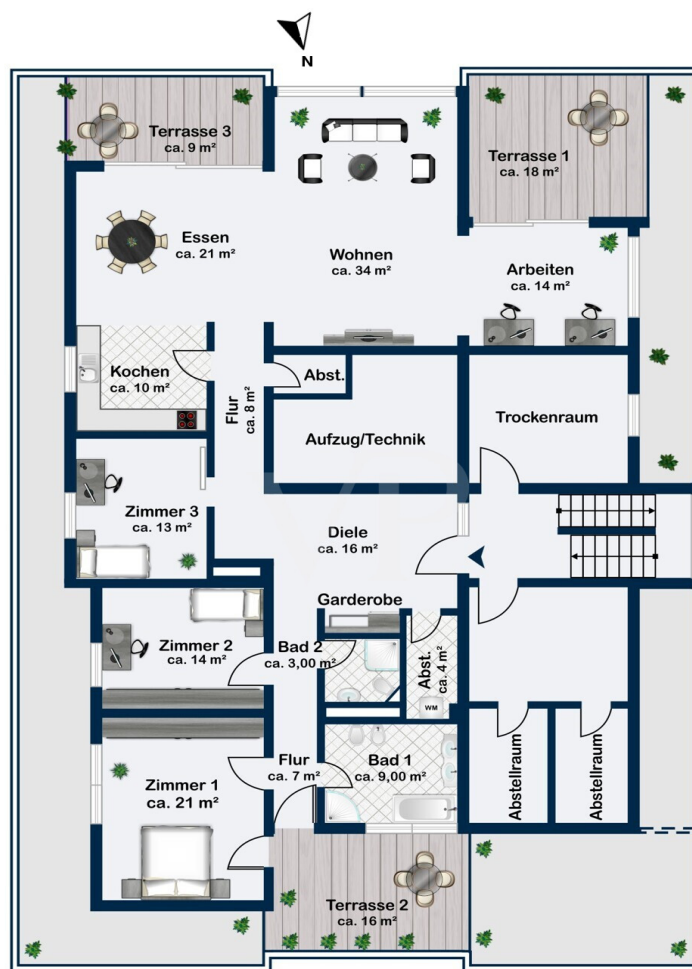 N
Terrasse 3
ca. 9 m²
Terrasse 1
ca. 18 m²
Essen
ca. 21 m²
Wohnen
ca. 34 m²
Arbeiten
ca. 14 m²
Kochen
ca. 10 m²
Flur
ca. 8 m²
Abst.
Aufzug/Technik
Trockenraum
Zimmer 3
ca. 13 m²
Diele
ca. 16 m²
Garderobe
Zimmer 2
ca. 14 m²
Bad 2
ca. 3,00 m²
Abst.
ca. 4 m²
WM
Zimmer 1
ca. 21 m²
Flur
ca. 7 m²
Bad 1
ca. 9,00 m²
Abstellraum
Abstellraum
Terrasse 2
ca. 16 m²